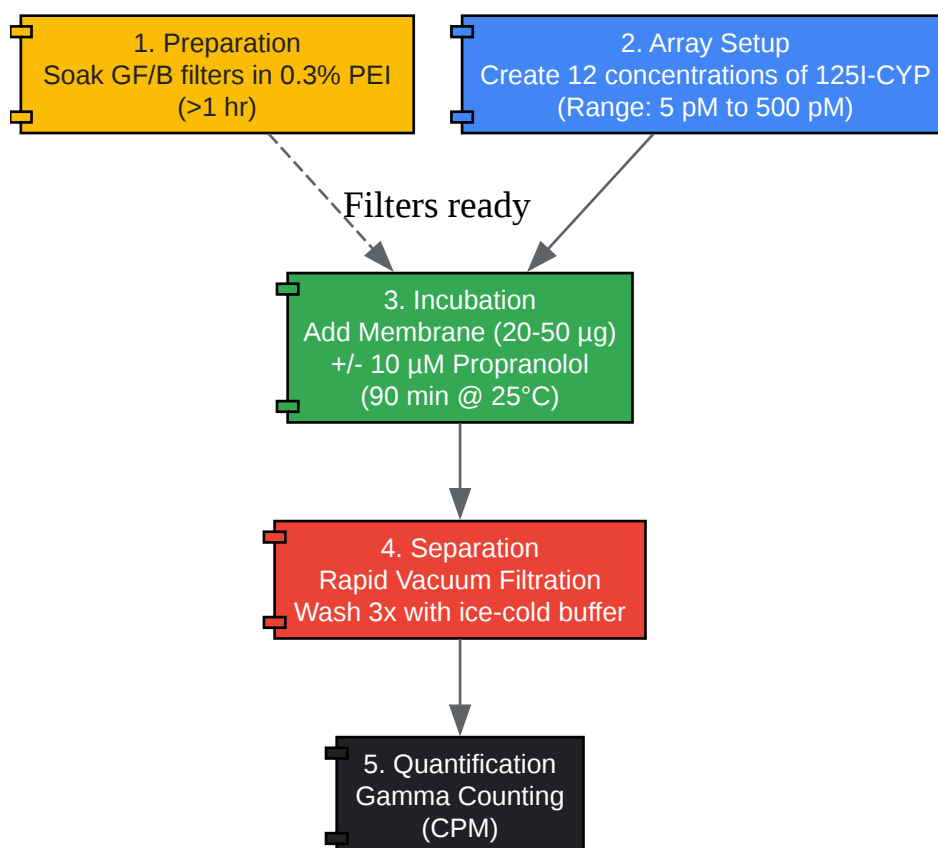 1. Preparation
Soak GF/B filters in 0.3% PEI
(>1 hr)
2. Array Setup
Create 12 concentrations of 125I-CYP
(Range: 5 pM to 500 pM)
Filters ready
3. Incubation
Add Membrane (20-50 µg)
+/- 10 µM Propranolol
(90 min @ 25°C)
4. Separation
Rapid Vacuum Filtration
Wash 3x with ice-cold buffer
5. Quantification
Gamma Counting
(CPM)